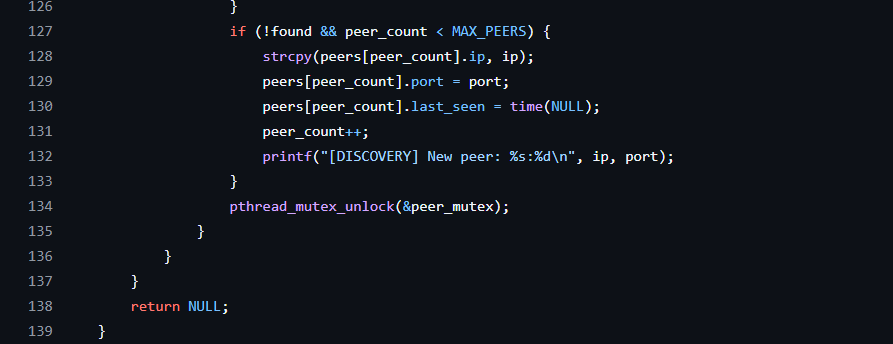 126                     }
127                     if (!found && peer_count < MAX_PEERS) {
128                         strcpy(peers[peer_count].ip, ip);
129                         peers[peer_count].port = port;
130                         peers[peer_count].last_seen = time(NULL);
131                         peer_count++;
132                         printf("[DISCOVERY] New peer: %s:%d\n", ip, port);
133                     }
134                     pthread_mutex_unlock(&peer_mutex);
135                 }
136             }
137         }
138         return NULL;
139     }